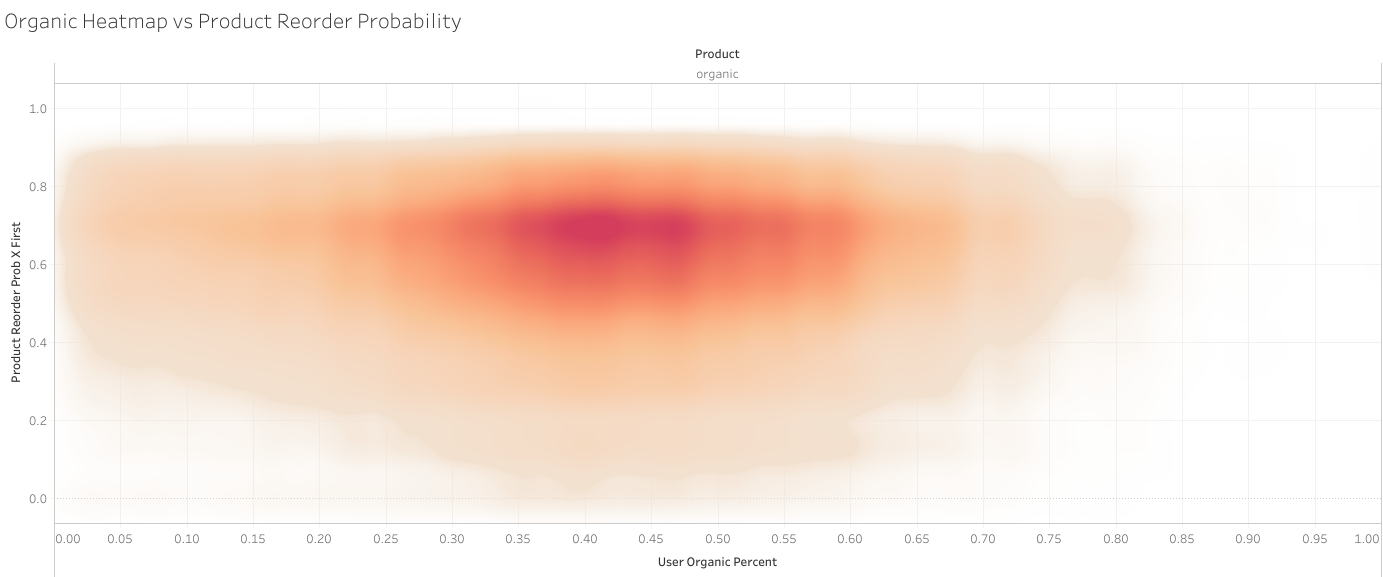 Organic Heatmap vs Product Reorder Probability
Product
organic
1.0
0.8
0.6
0.4
0.2
0.0
Product Reorder Prob X First
0.00 0.05 0.10 0.15 0.20 0.25 0.30 0.35 0.40 0.45 0.50 0.55 0.60 0.65 0.70 0.75 0.80 0.85 0.90 0.95 1.00
User Organic Percent